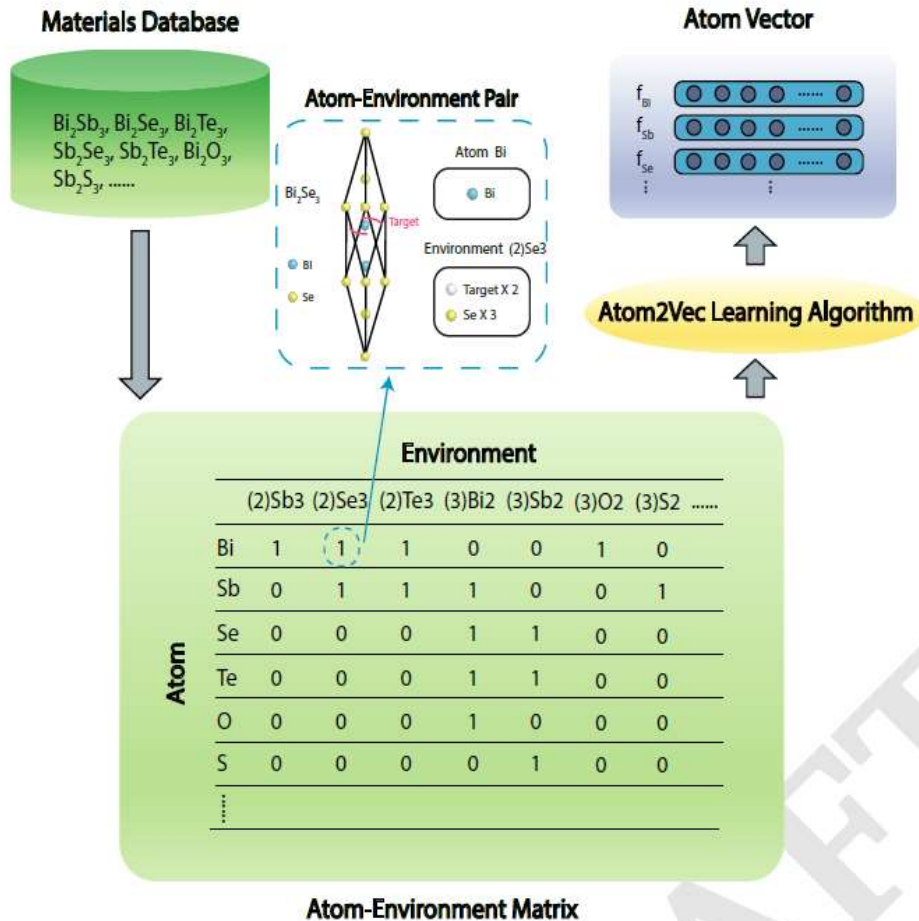 Materials Database
Bi₂Sb₃, Bi₂Se₃, Bi₂Te₃,
Sb₂Se₃, Sb₂Te₃, Bi₂O₃,
Sb₂S₃, ......
Atom-Environment Pair
Bi₂Se₃
Target
Bi
Se
Atom Bi
Bi
Environment (2)Se3
Target X 2
Se X 3
Atom Vector
f_Bi ......
f_Sb ......
f_Se ......
Atom2Vec Learning Algorithm
Environment
(2)Sb3 (2)Se3 (2)Te3 (3)Bi2 (3)Sb2 (3)O2 (3)S2 ......
Atom
Bi 1 1 1 0 0 1 0
Sb 0 1 1 1 0 0 1
Se 0 0 0 1 1 0 0
Te 0 0 0 1 1 0 0
O 0 0 0 1 0 0 0
S 0 0 0 0 1 0 0
Atom-Environment Matrix